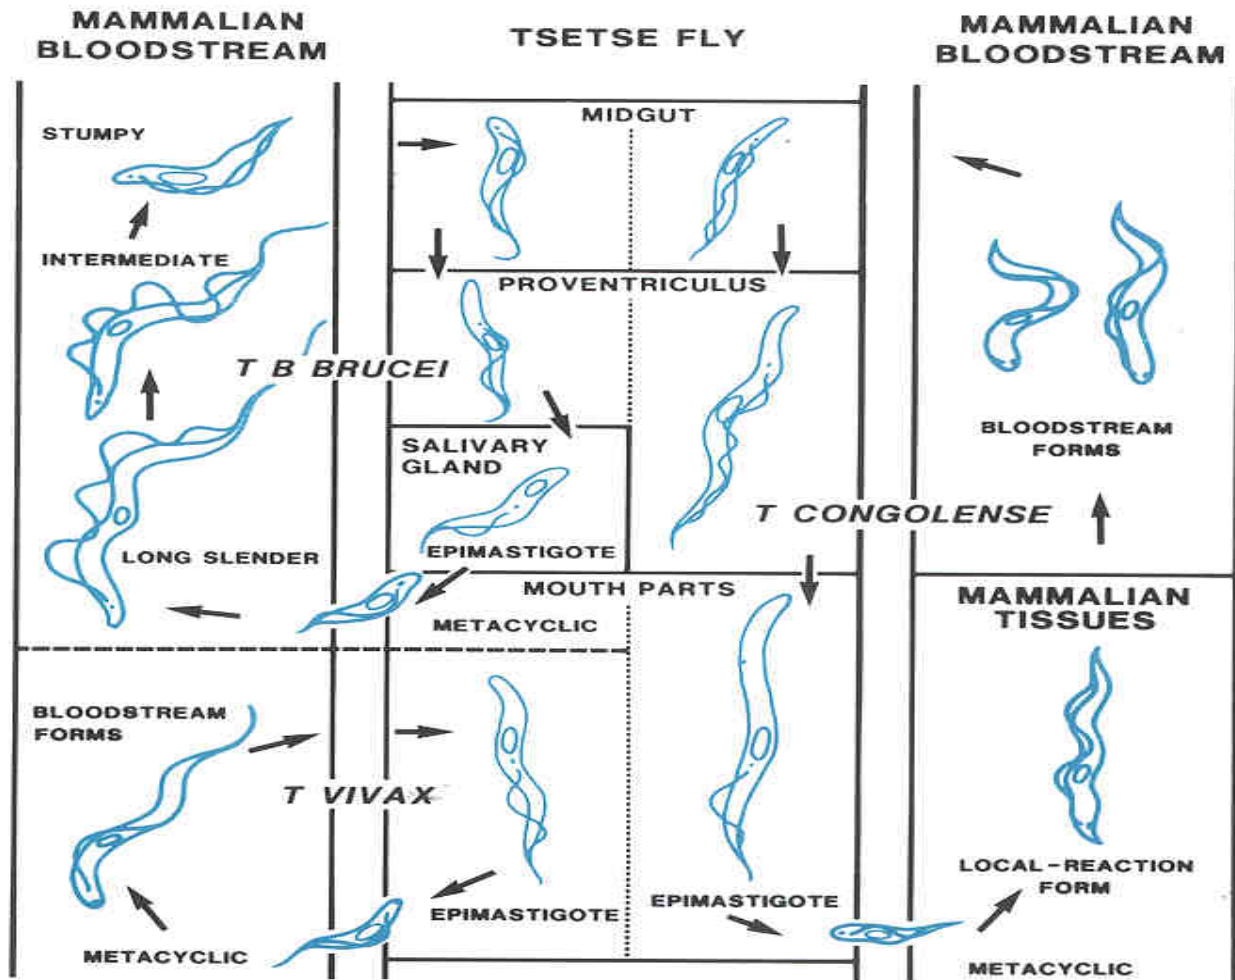 MAMMALIAN
BLOODSTREAM
TSETSE FLY
MAMMALIAN
BLOODSTREAM
MIDGUT
STUMPY
INTERMEDIATE
PROVENTRICULUS
T B BRUCEI
SALIVARY
GLAND
BLOODSTREAM
FORMS
T CONGOLENSE
LONG SLENDER
EPIMASTIGOTE
MOUTH PARTS
MAMMALIAN
TISSUES
METACYCLIC
BLOODSTREAM
FORMS
T VIVAX
LOCAL-REACTION
FORM
EPIMASTIGOTE
EPIMASTIGOTE
METACYCLIC
METACYCLIC